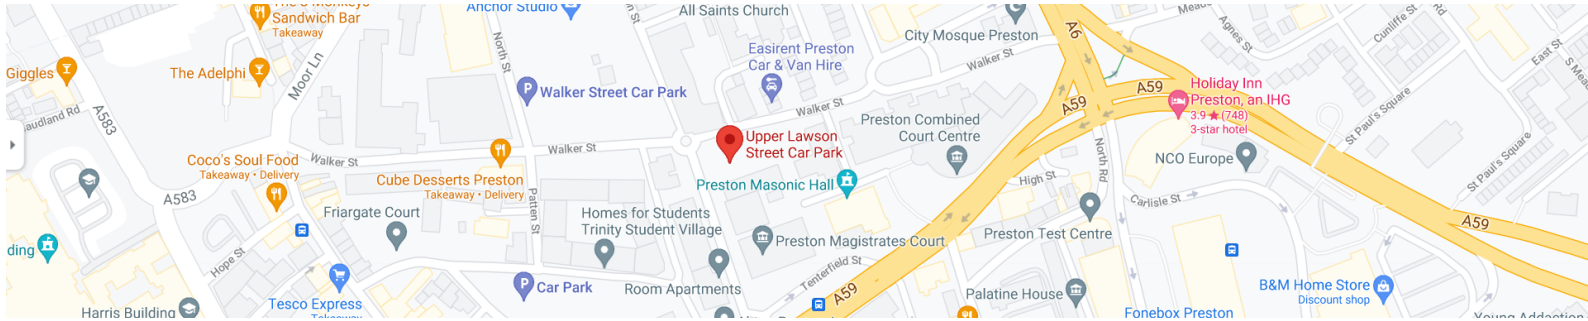 Sandwich Bar
Takeaway
Anchor Studio
All Saints Church
A6
Agnes St
Cunliffe St
East St
Giggles
The Adelphi
Moor Ln
North St
Walker Street Car Park
Easirent Preston
Car & Van Hire
City Mosque Preston
Walker St
A583
Walker St
A59
A59
Holiday Inn
Preston, an IHG
3.9★(748)
3-star hotel
St Paul's Square
St Paul's Square
Upper Lawson
Street Car Park
Preston Combined
Court Centre
NCO Europe
Coco's Soul Food
Takeaway • Delivery
Walker St
Walker St
Cube Desserts Preston
Takeaway • Delivery
Preston Masonic Hall
High St
North Rd
Carlisle St
A583
Patten St
Friargate Court
Homes for Students
Trinity Student Village
Preston Magistrates Court
Preston Test Centre
A59
ding
Hope St
Tenterfield St
Tesco Express
Car Park
Room Apartments
A59
Palatine House
B&M Home Store
Discount shop
Harris Building
Fonebox Preston